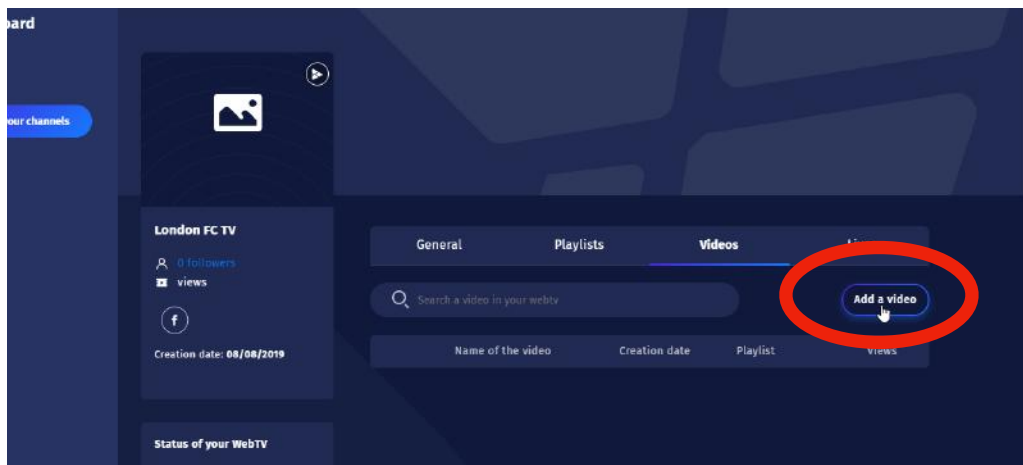 our channels
London FC TV
0 followers
views
f
Creation date: 08/08/2019
Status of your WebTV
General Playlists Videos
Search a video in your webtv
Add a video
Name of the video Creation date Playlist Views